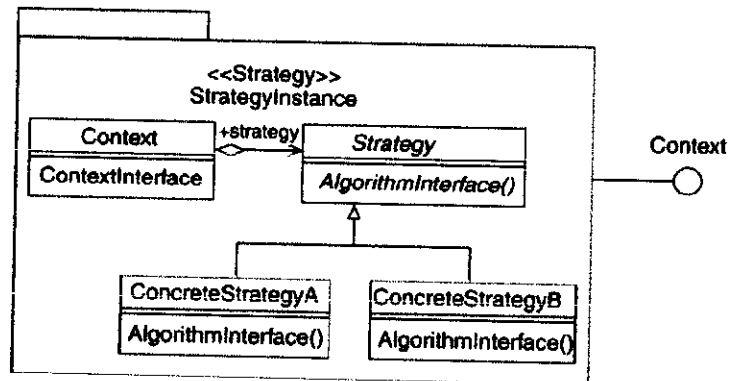 <<Strategy>>
StrategyInstance
Context
+strategy
Strategy
Context
ContextInterface
AlgorithmInterface()
ConcreteStrategyA
ConcreteStrategyB
AlgorithmInterface()
AlgorithmInterface()